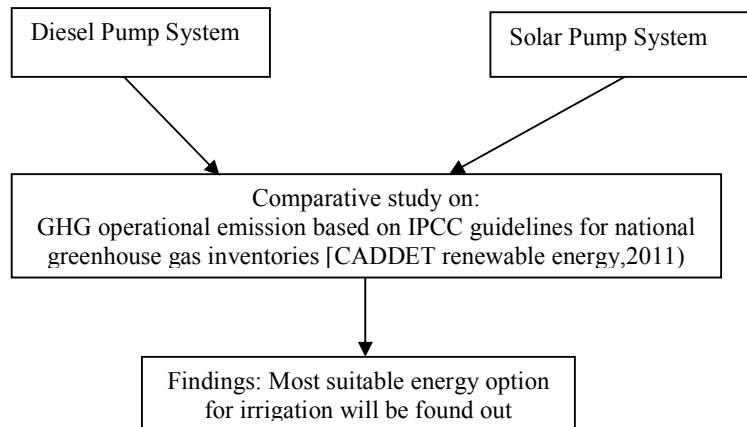 Diesel Pump System
Solar Pump System
Comparative study on:
GHG operational emission based on IPCC guidelines for national
greenhouse gas inventories [CADDET renewable energy,2011)
Findings: Most suitable energy option
for irrigation will be found out